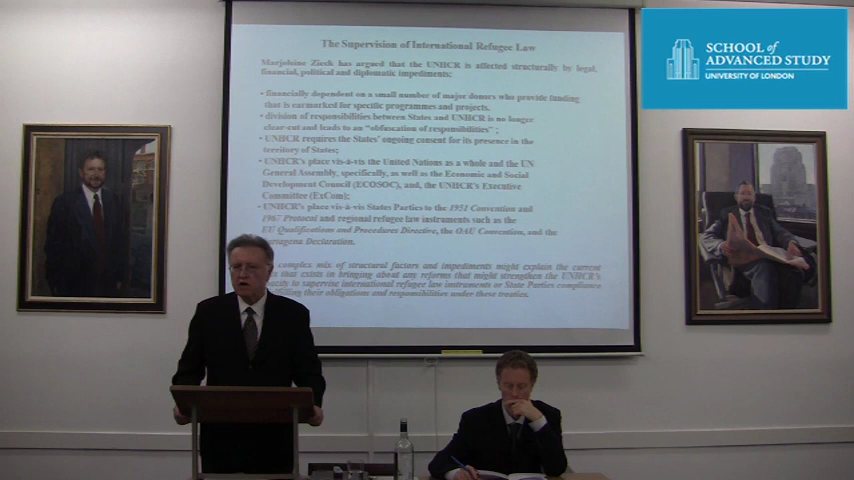 The Supervision of International Refugee Law
Marjoleine Zieck has argued that the UNHCR is affected structurally by legal,
financial, political and diplomatic impediments:
• financially dependent on a small number of major donors who provide funding
that is earmarked for specific programmes and projects.
• division of responsibilities between States and UNHCR is no longer
clear-cut and leads to an “obfuscation of responsibilities” ;
• UNHCR requires the States' ongoing consent for its presence in the
territory of States;
• UNHCR's place vis-à-vis the United Nations as a whole and the UN
General Assembly, specifically, as well as the Economic and Social
Development Council (ECOSOC), and, the UNHCR's Executive
Committee (ExCom);
• UNHCR's place vis-à-vis States Parties to the 1951 Convention and
1967 Protocol and regional refugee law instruments such as the
EU Qualifications and Procedures Directive, the OAU Convention, and the
Declaration.
complex mix of structural factors and impediments might explain the current
that exists in bringing about any reforms that might strengthen the UNHCR's
to supervise international refugee law instruments or State Parties compliance
their obligations and responsibilities under these treaties.
SCHOOL of
ADVANCED STUDY
UNIVERSITY OF LONDON